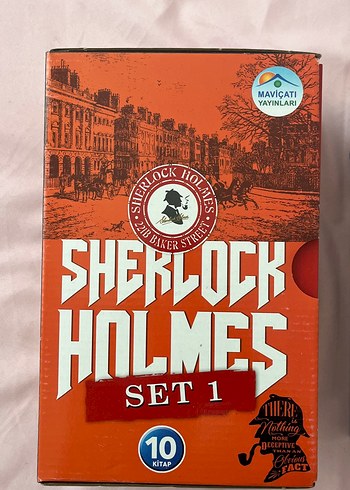 MAVİÇATI
YAYINLARI
SHERLOCK HOLMES
221B BAKER STREET
SHERLOCK
HOLMES
SET 1
10
KİTAP
THERE
is
Nothing
MORE
DECEPTIVE
THAN AN
Obvious
FACT